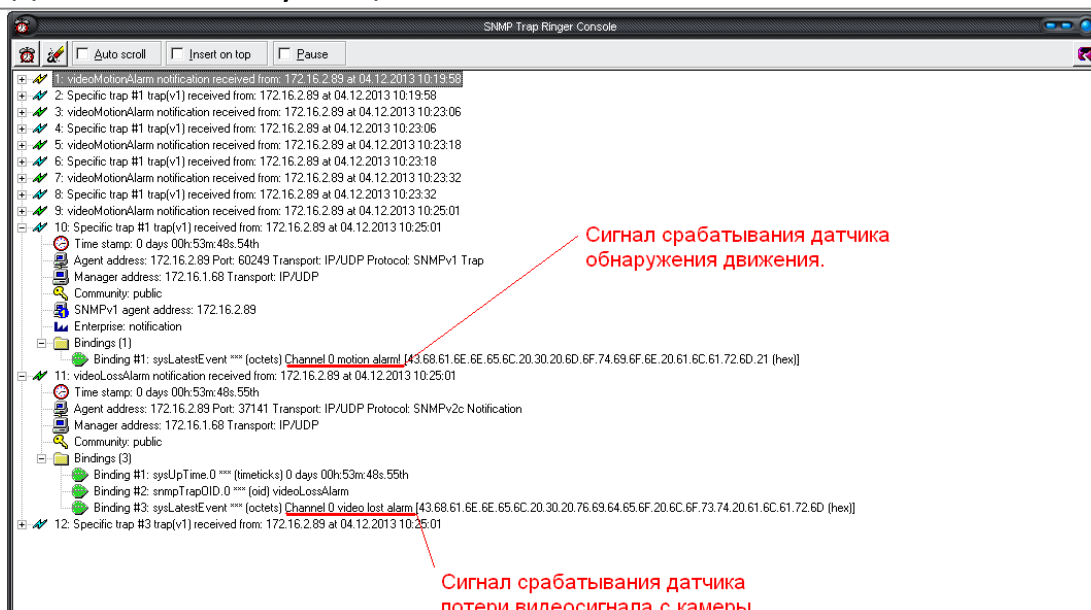 SNMP Trap Ringer Console
Auto scroll Insert on top Pause
1: videoMotionAlarm notification received from: 172.16.2.89 at 04.12.2013 10:19:58
2: Specific trap #1 trap(v1) received from: 172.16.2.89 at 04.12.2013 10:19:58
3: videoMotionAlarm notification received from: 172.16.2.89 at 04.12.2013 10:23:06
4: Specific trap #1 trap(v1) received from: 172.16.2.89 at 04.12.2013 10:23:06
5: videoMotionAlarm notification received from: 172.16.2.89 at 04.12.2013 10:23:18
6: Specific trap #1 trap(v1) received from: 172.16.2.89 at 04.12.2013 10:23:18
7: videoMotionAlarm notification received from: 172.16.2.89 at 04.12.2013 10:23:32
8: Specific trap #1 trap(v1) received from: 172.16.2.89 at 04.12.2013 10:23:32
9: videoMotionAlarm notification received from: 172.16.2.89 at 04.12.2013 10:25:01
10: Specific trap #1 trap(v1) received from: 172.16.2.89 at 04.12.2013 10:25:01
Time stamp: 0 days 00h:53m:48s.54th
Agent address: 172.16.2.89 Port: 60249 Transport: IP/UDP Protocol: SNMPv1 Trap
Manager address: 172.16.1.68 Transport: IP/UDP
Community: public
SNMPv1 agent address: 172.16.2.89
Enterprise: notification
Bindings (1)
Binding #1: sysLatestEvent *** (octets) Channel 0 motion alarm! [43.68.61.6E.6E.65.6C.20.30.20.6D.6F.74.69.6F.6E.20.61.6C.61.72.6D.21 (hex)]
11: videoLossAlarm notification received from: 172.16.2.89 at 04.12.2013 10:25:01
Time stamp: 0 days 00h:53m:48s.55th
Agent address: 172.16.2.89 Port: 37141 Transport: IP/UDP Protocol: SNMPv2c Notification
Manager address: 172.16.1.68 Transport: IP/UDP
Community: public
Bindings (3)
Binding #1: sysUpTime.0 *** (timeticks) 0 days 00h:53m:48s.55th
Binding #2: snmpTrapOID.0 *** (oid) videoLossAlarm
Binding #3: sysLatestEvent *** (octets) Channel 0 video lost alarm [43.68.61.6E.6E.65.6C.20.30.20.76.69.64.65.6F.20.6C.6F.73.74.20.61.6C.61.72.6D (hex)]
12: Specific trap #3 trap(v1) received from: 172.16.2.89 at 04.12.2013 10:25:01
Сигнал срабатывания датчика
обнаружения движения.
Сигнал срабатывания датчика
потери видеосигнала с камеры